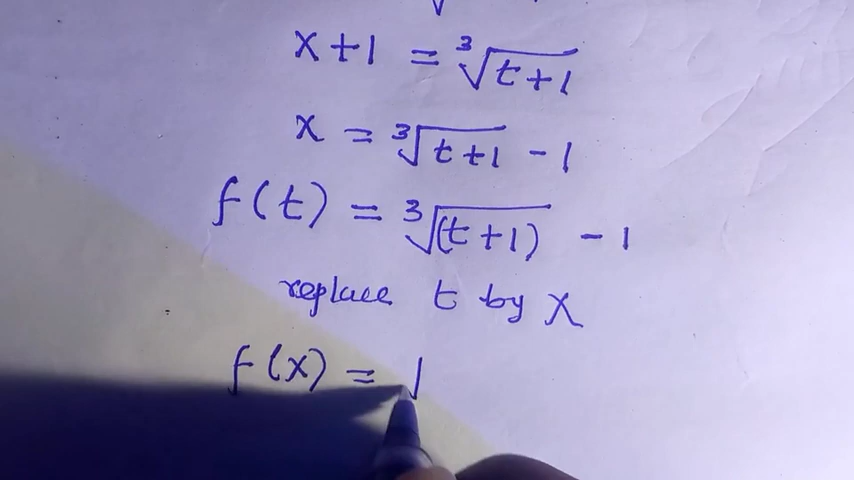 x+1 = ∛(t+1)
x = ∛(t+1) - 1
f(t) = ∛((t+1)) - 1
replace t by x
f(x) =